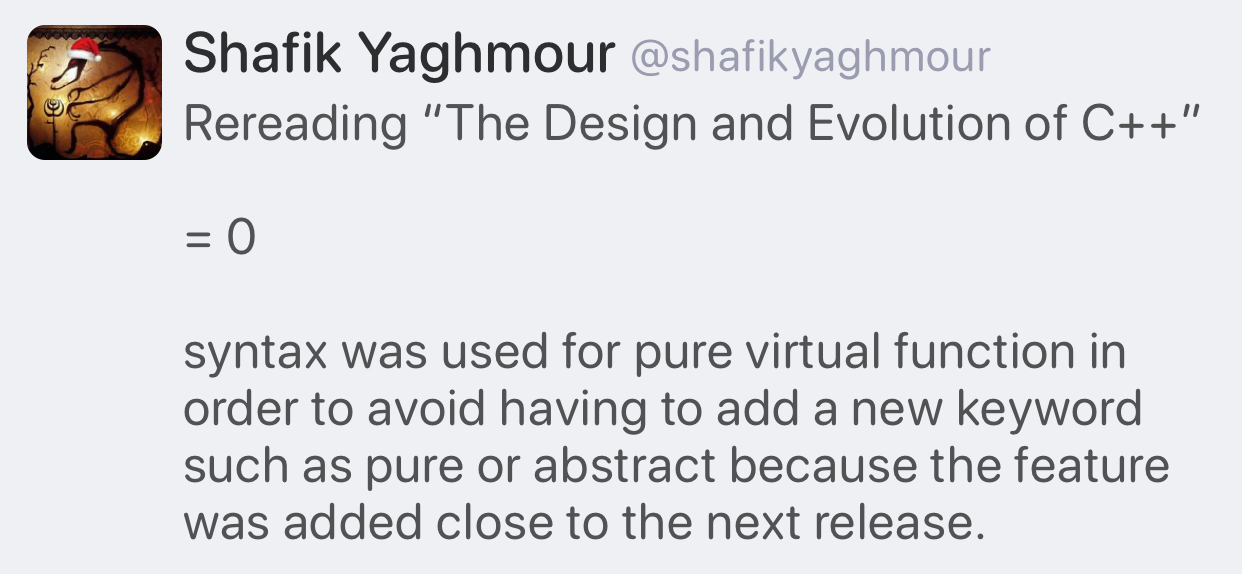 Shafik Yaghmour @shafikyaghmour
Rereading “The Design and Evolution of C++”
= 0
syntax was used for pure virtual function in
order to avoid having to add a new keyword
such as pure or abstract because the feature
was added close to the next release.